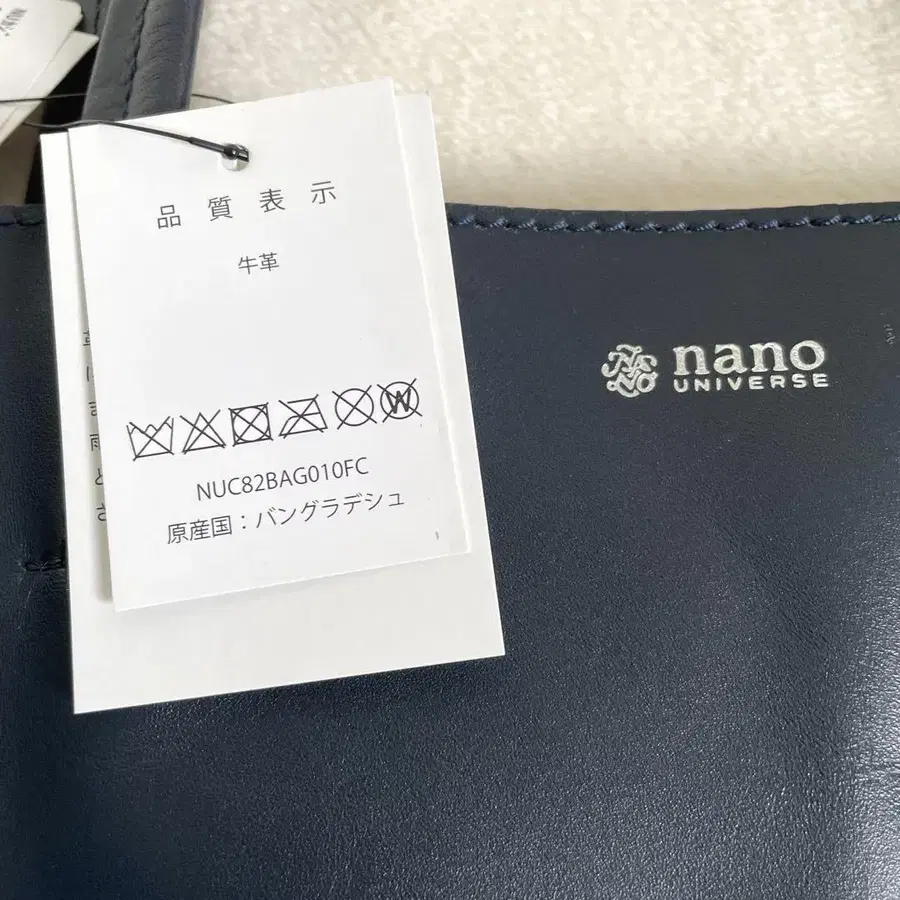 品質表示
牛革
NUC82BAG010FC
原産国：バングラデシュ
nano
UNIVERSE